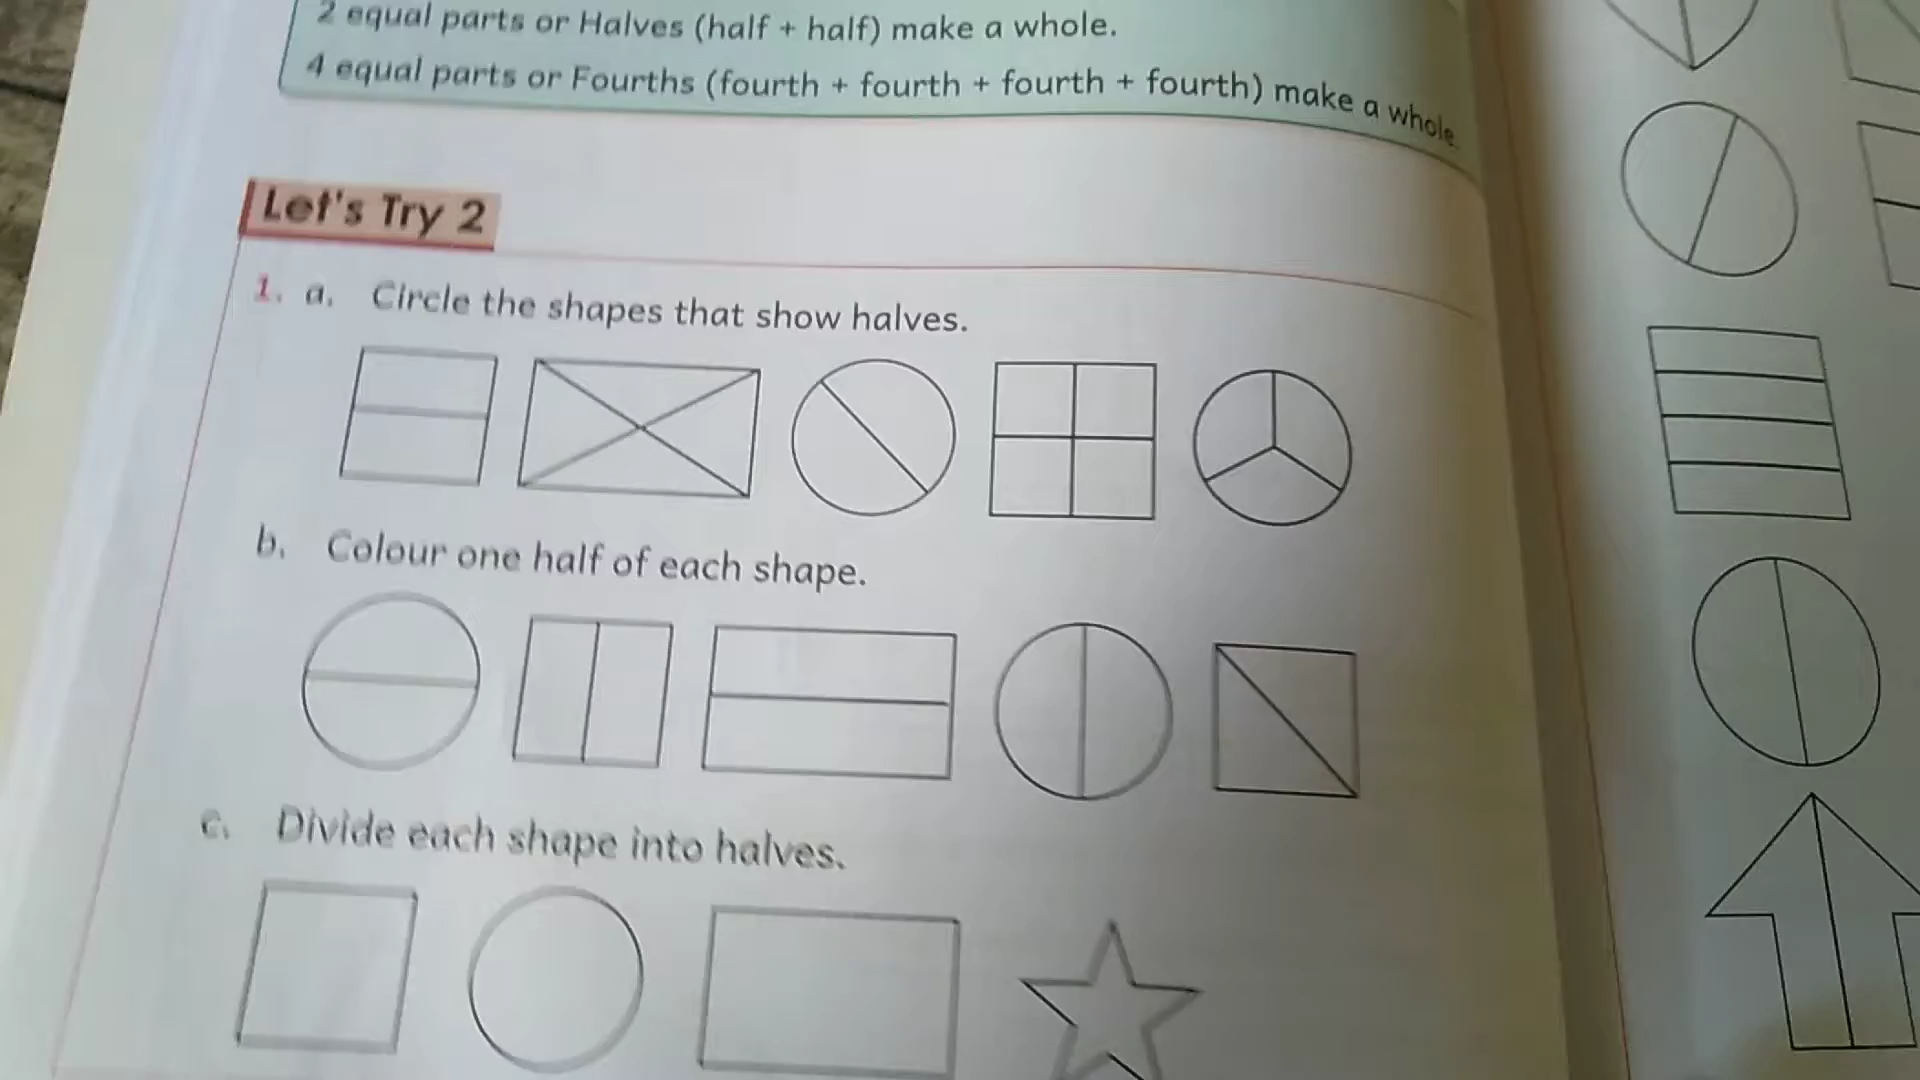 2 equal parts or Halves (half + half) make a whole.
4 equal parts or Fourths (fourth + fourth + fourth + fourth) make a whole.
Let's Try 2
1. a. Circle the shapes that show halves.
b. Colour one half of each shape.
c. Divide each shape into halves.